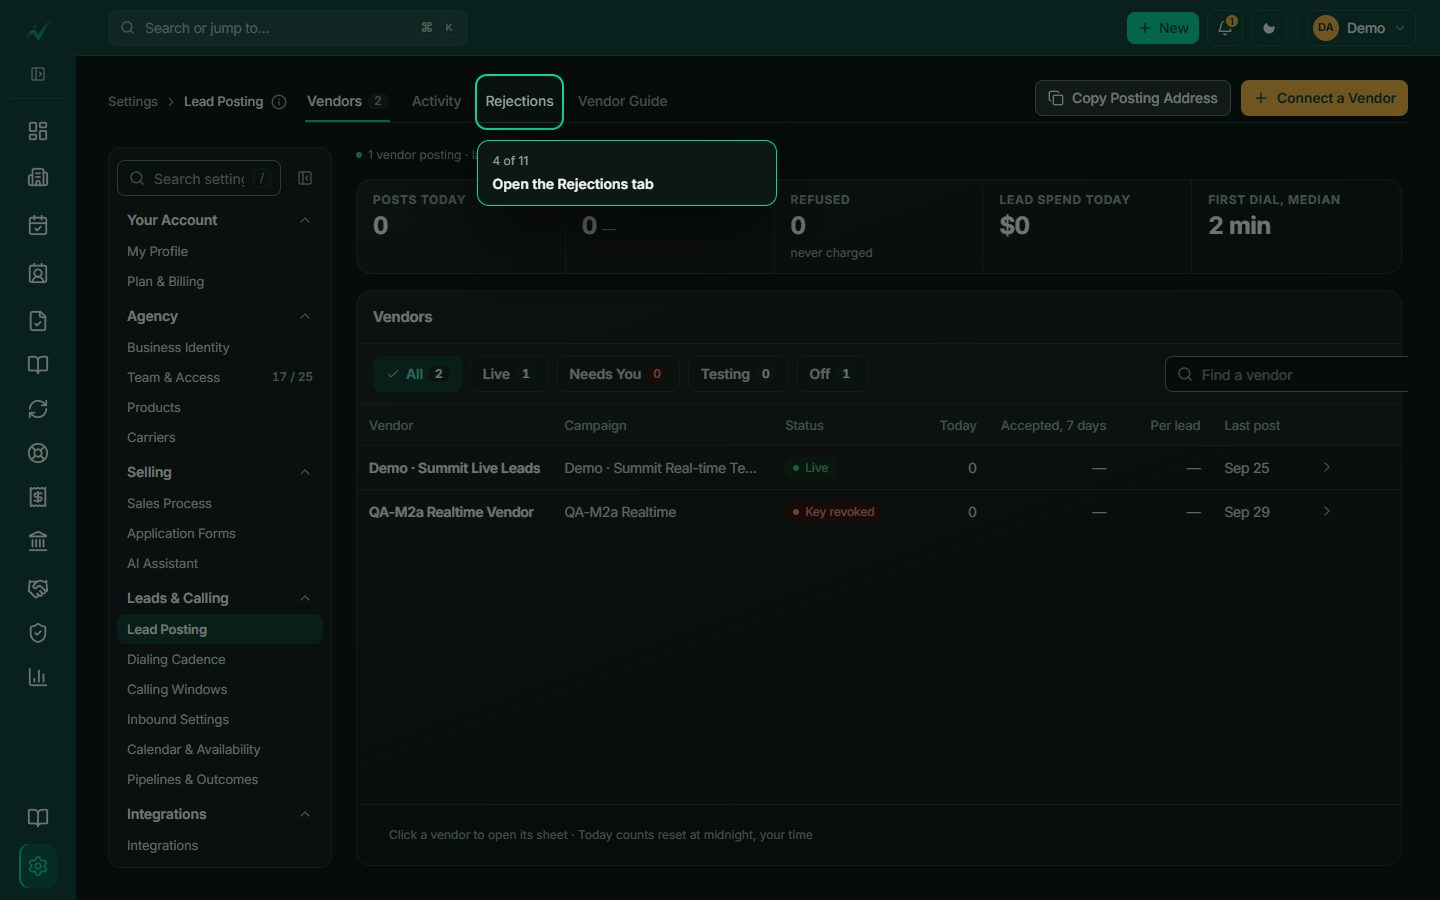 Search or jump to... ⌘ K
New
1
DA Demo
Settings > Lead Posting
Vendors 2
Activity
Rejections
Vendor Guide
Copy Posting Address
Connect a Vendor
Search setting /
1 vendor posting ·
4 of 11
Open the Rejections tab
Your Account
My Profile
Plan & Billing
Agency
Business Identity
Team & Access 17 / 25
Products
Carriers
Selling
Sales Process
Application Forms
AI Assistant
Leads & Calling
Lead Posting
Dialing Cadence
Calling Windows
Inbound Settings
Calendar & Availability
Pipelines & Outcomes
Integrations
Integrations
POSTS TODAY
0
0 —
REFUSED
0
never charged
LEAD SPEND TODAY
$0
FIRST DIAL, MEDIAN
2 min
Vendors
All 2
Live 1
Needs You 0
Testing 0
Off 1
Find a vendor
Vendor Campaign Status Today Accepted, 7 days Per lead Last post
Demo · Summit Live Leads Demo · Summit Real-time Te... Live 0 — — Sep 25
QA-M2a Realtime Vendor QA-M2a Realtime Key revoked 0 — — Sep 29
Click a vendor to open its sheet · Today counts reset at midnight, your time